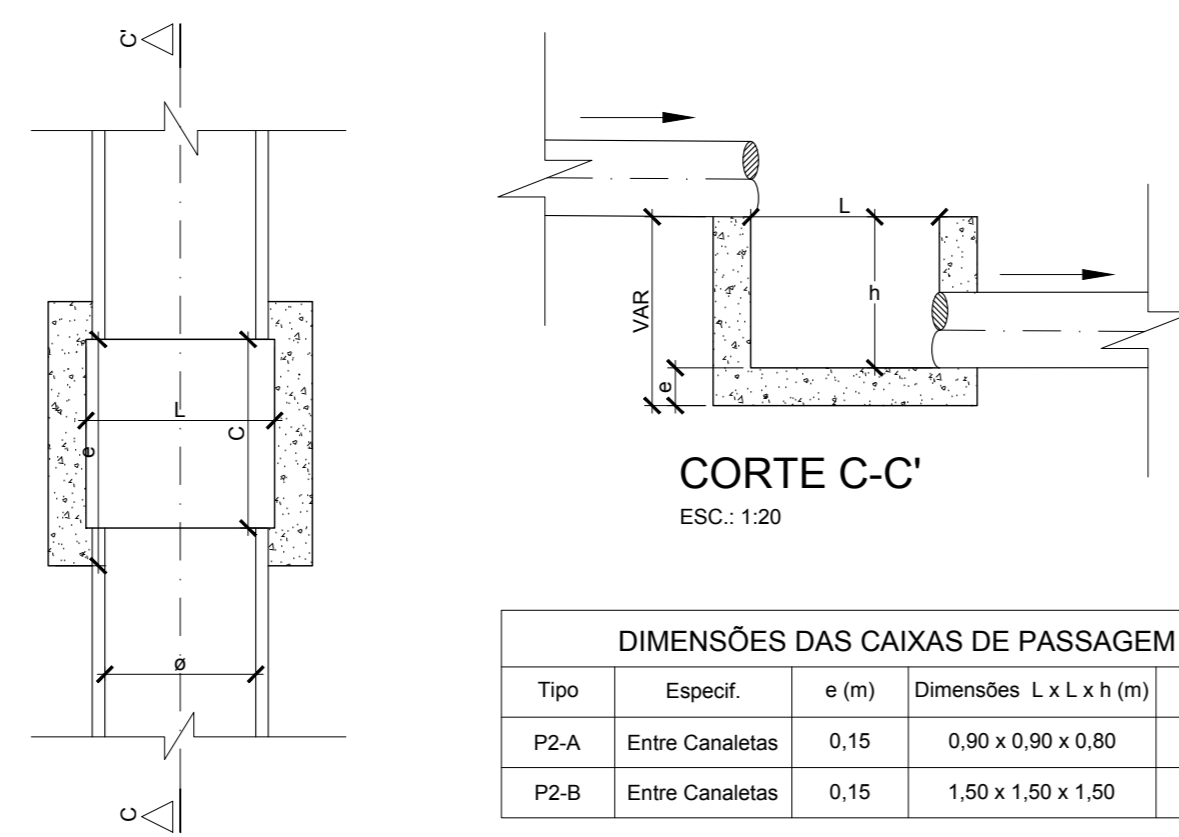 C'
L
C
e
ø
C
L
VAR
h
e
CORTE C-C'
ESC.: 1:20
DIMENSÕES DAS CAIXAS DE PASSAGEM
Tipo Especif. e (m) Dimensões L x L x h (m)
P2-A Entre Canaletas 0,15 0,90 x 0,90 x 0,80
P2-B Entre Canaletas 0,15 1,50 x 1,50 x 1,50